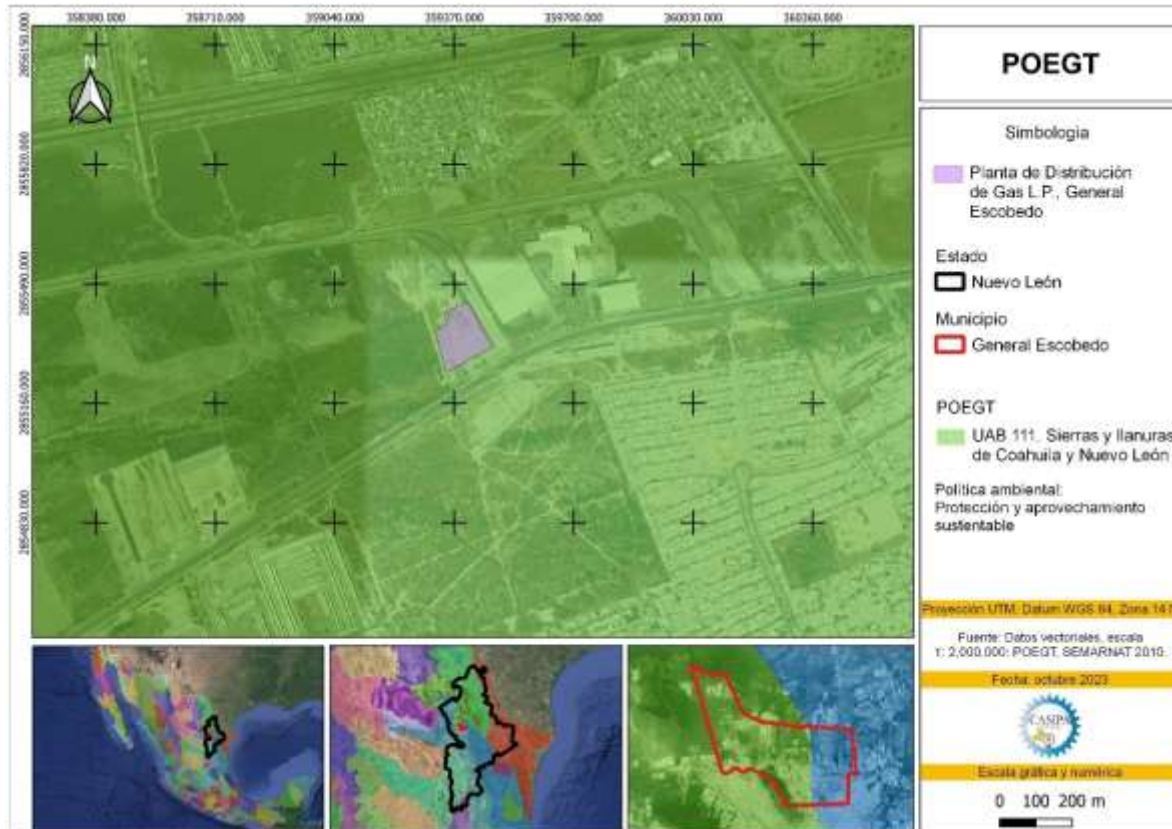 358380.000 358710.000 359040.000 359370.000 359700.000 360030.000 360360.000
2856150.000
2855820.000
2855490.000
2855160.000
2854830.000
N
POEGT
Simbologia
Planta de Distribución
de Gas L.P., General
Escobedo
Estado
Nuevo León
Municipio
General Escobedo
POEGT
UAB 111. Sierras y llanuras
de Coahuila y Nuevo León
Política ambiental:
Protección y aprovechamiento
sustentable
Proyección UTM, Datum WGS 84, Zona 14
Fuente: Datos vectoriales, escala
1: 2,000,000: POEGT, SEMARNAT 2010.
Fecha: octubre 2023
CASIPA
Escala gráfica y numérica
0 100 200 m